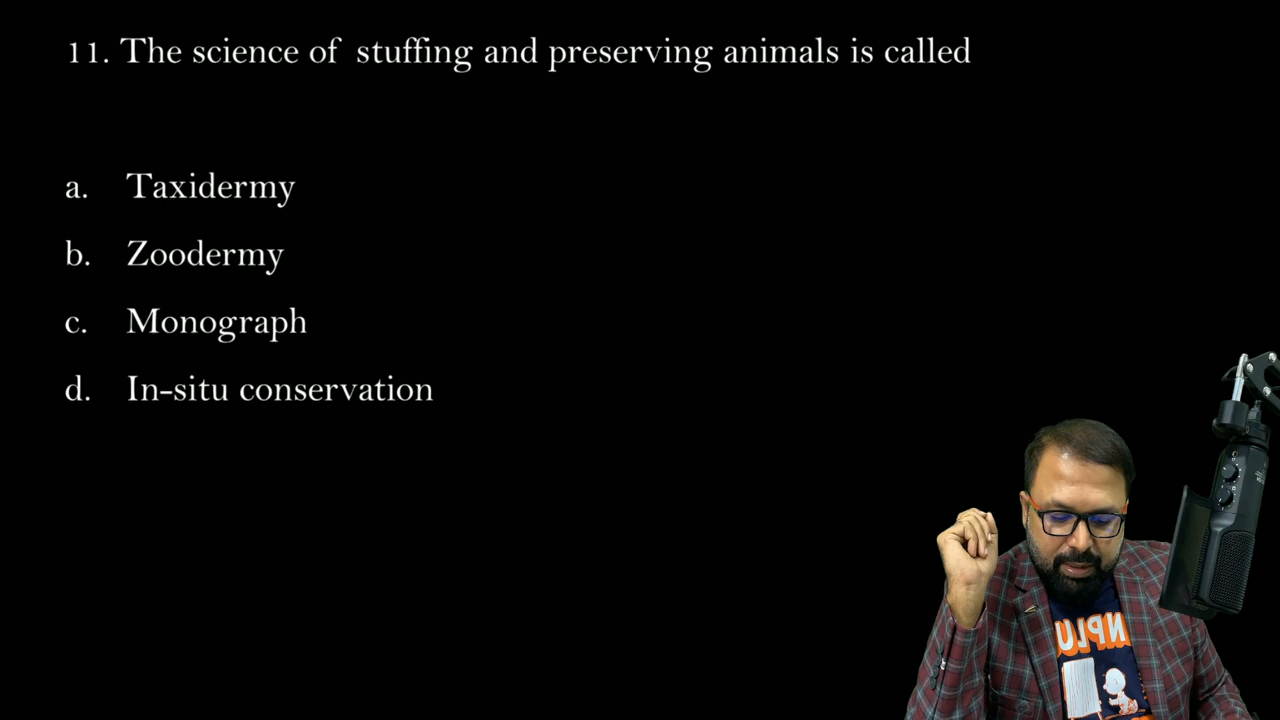 11. The science of stuffing and preserving animals is called
a. Taxidermy
b. Zoodermy
c. Monograph
d. In-situ conservation